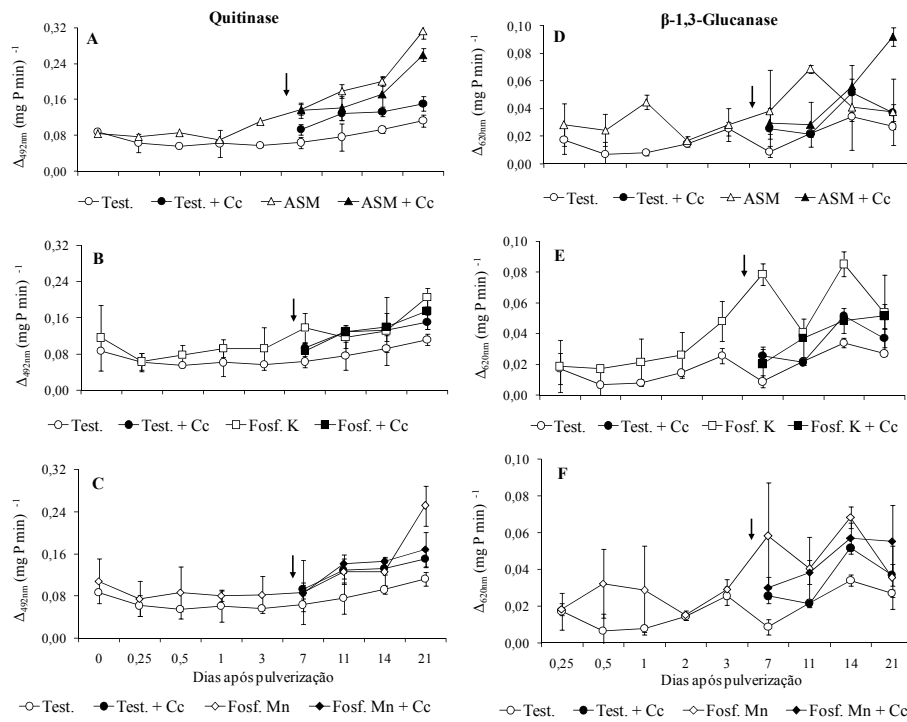 Quitinase
A
Δ492nm (mg P min) -1
0,32
0,24
0,16
0,08
0,00
Test. Test. + Cc ASM ASM + Cc
B
Δ492nm (mg P min) -1
0,32
0,24
0,16
0,08
0,00
Test. Test. + Cc Fosf. K Fosf. + Cc
C
Δ492nm (mg P min) -1
0,32
0,24
0,16
0,08
0,00
0 0,25 0,5 1 3 7 11 14 21
Dias após pulverização
Test. Test. + Cc Fosf. Mn Fosf. Mn + Cc
β-1,3-Glucanase
D
Δ620nm (mg P min) -1
0,10
0,08
0,06
0,04
0,02
0,00
Test. Test. + Cc ASM ASM + Cc
E
Δ620nm (mg P min) -1
0,10
0,08
0,06
0,04
0,02
0,00
Test. Test. + Cc Fosf. K Fosf. K + Cc
F
Δ620nm (mg P min) -1
0,10
0,08
0,06
0,04
0,02
0,00
0,25 0,5 1 2 3 7 11 14 21
Dias após pulverização
Test. Test. + Cc Fosf. Mn Fosf. Mn + Cc